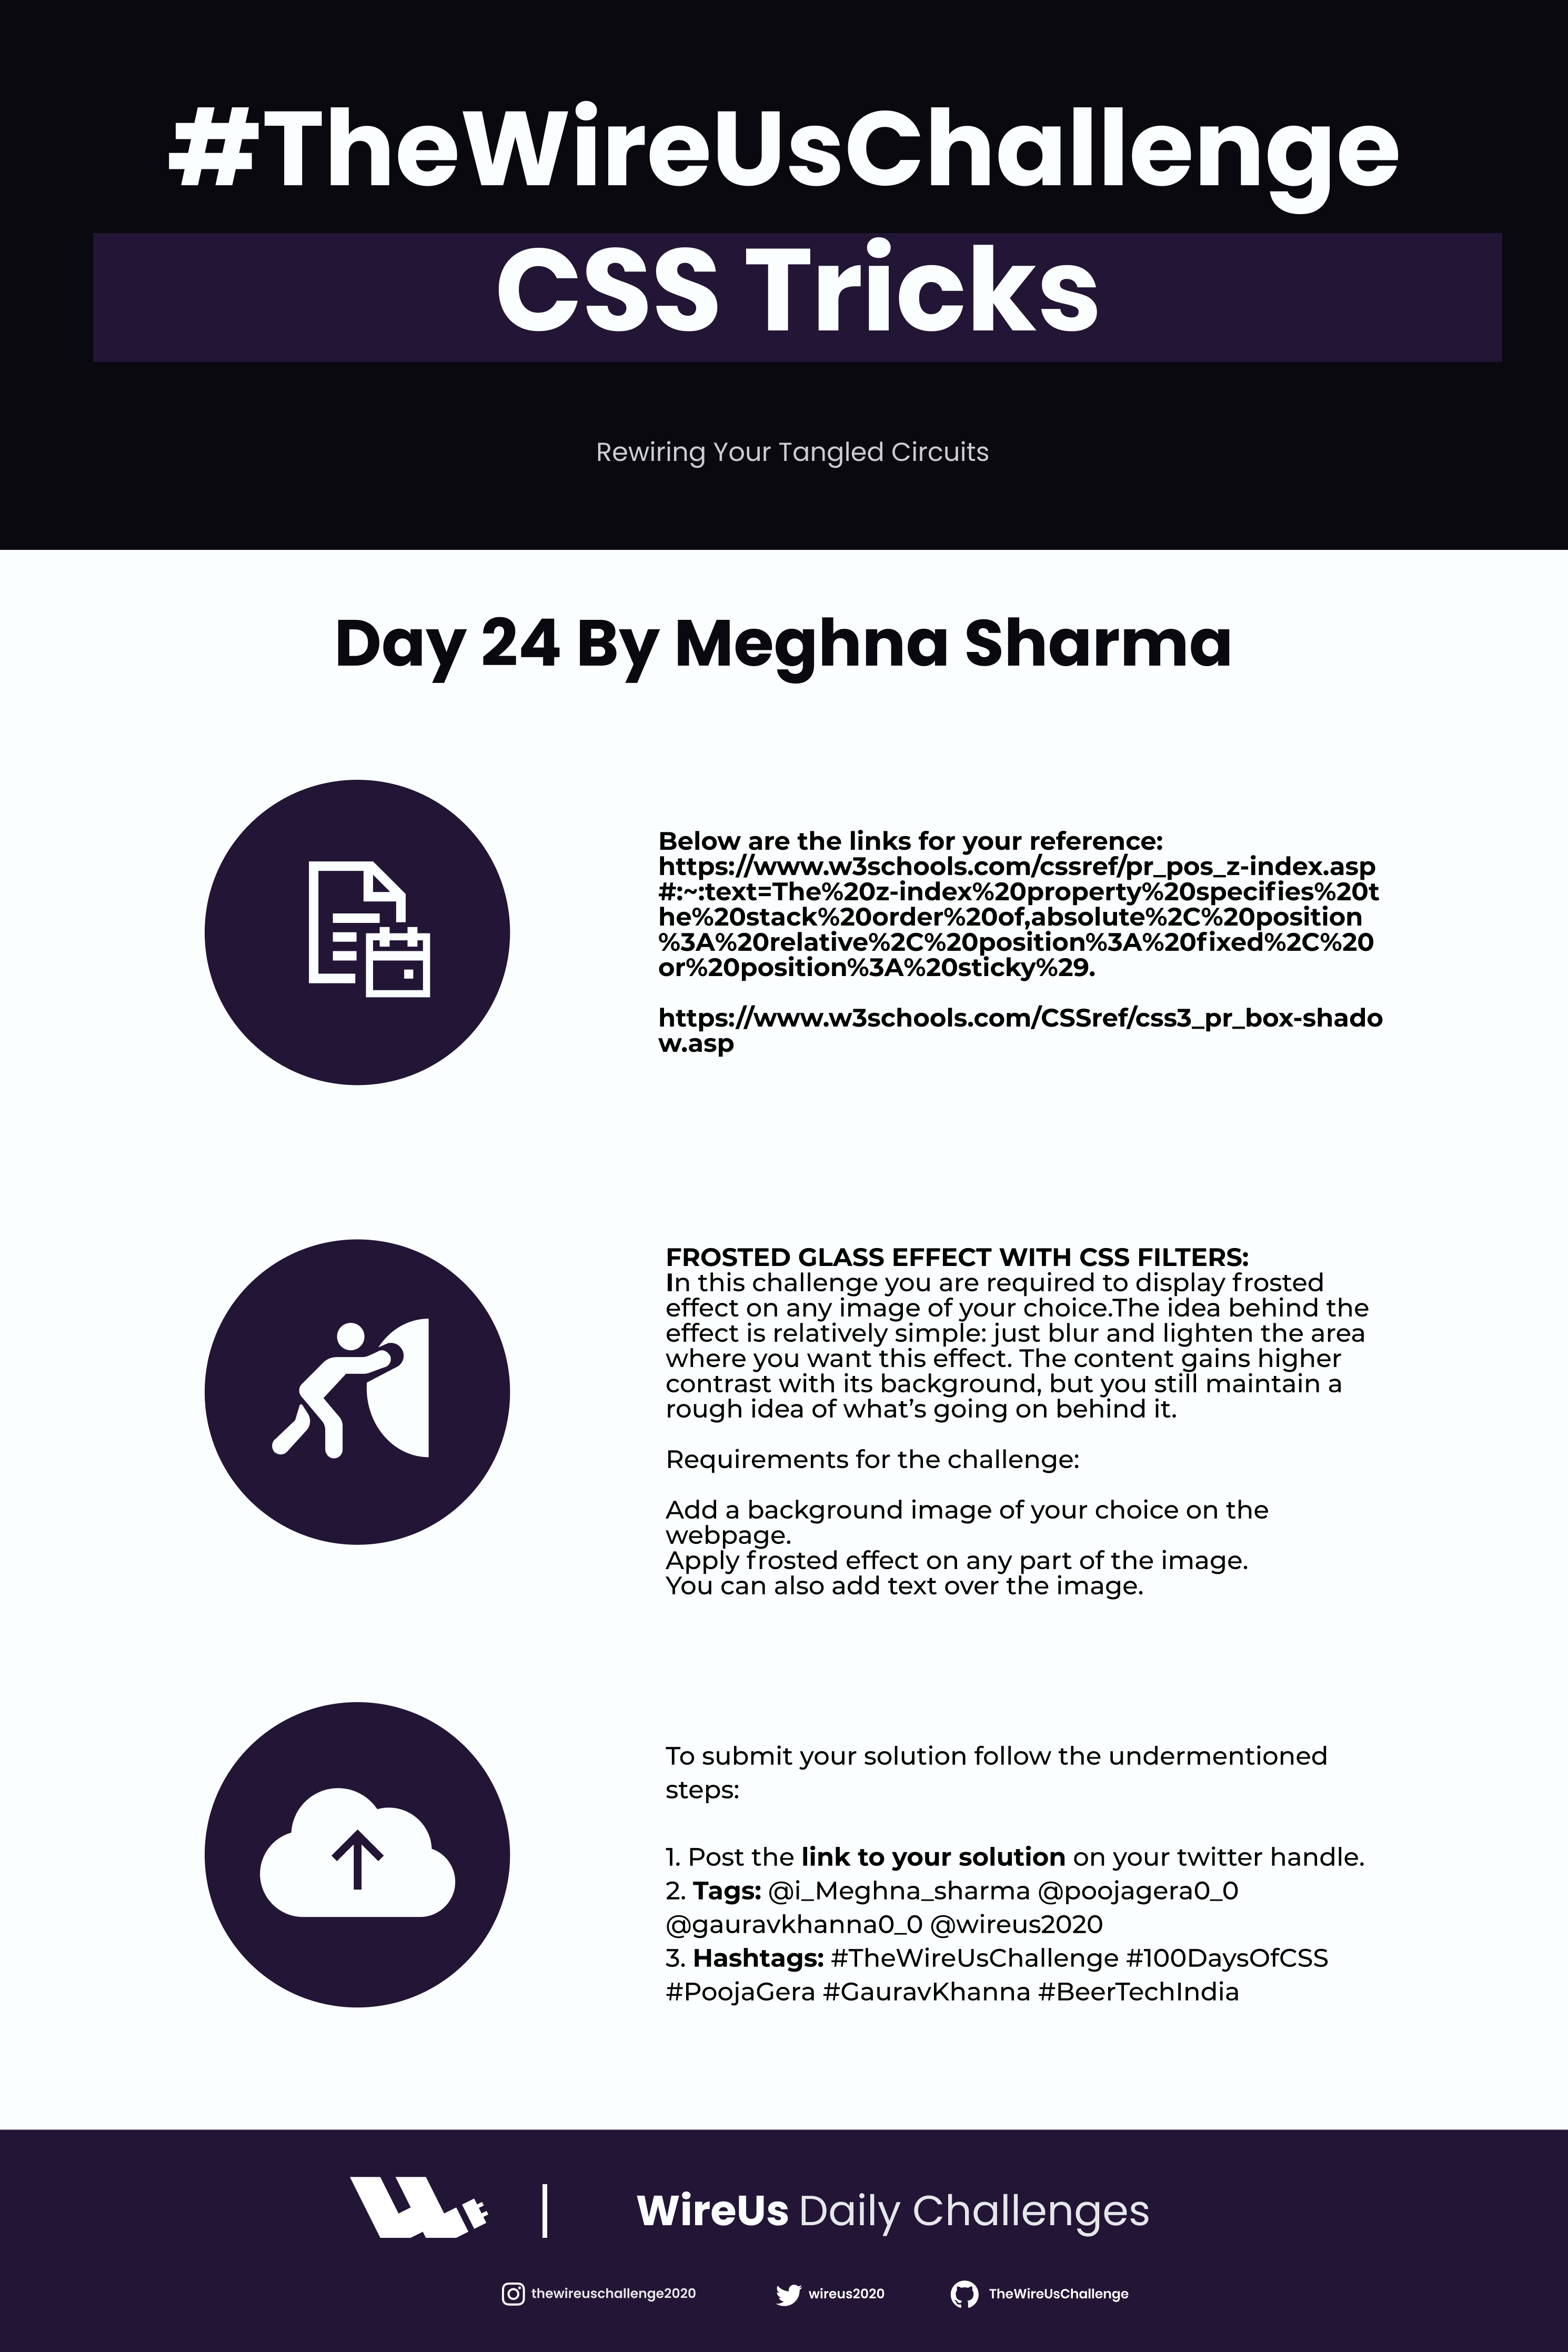 #TheWireUsChallenge
CSS Tricks
Rewiring Your Tangled Circuits
Day 24 By Meghna Sharma
Below are the links for your reference:
https://www.w3schools.com/cssref/pr_pos_z-index.asp
#:~:text=The%20z-index%20property%20specifies%20t
he%20stack%20order%20of,absolute%2C%20position
%3A%20relative%2C%20position%3A%20fixed%2C%20
or%20position%3A%20sticky%29.
https://www.w3schools.com/CSSref/css3_pr_box-shado
w.asp
FROSTED GLASS EFFECT WITH CSS FILTERS:
In this challenge you are required to display frosted
effect on any image of your choice.The idea behind the
effect is relatively simple: just blur and lighten the area
where you want this effect. The content gains higher
contrast with its background, but you still maintain a
rough idea of what’s going on behind it.
Requirements for the challenge:
Add a background image of your choice on the
webpage.
Apply frosted effect on any part of the image.
You can also add text over the image.
To submit your solution follow the undermentioned
steps:
1. Post the link to your solution on your twitter handle.
2. Tags: @i_Meghna_sharma @poojagera0_0
@gauravkhanna0_0 @wireus2020
3. Hashtags: #TheWireUsChallenge #100DaysOfCSS
#PoojaGera #GauravKhanna #BeerTechIndia
WireUs Daily Challenges
thewireuschallenge2020 wireus2020 TheWireUsChallenge